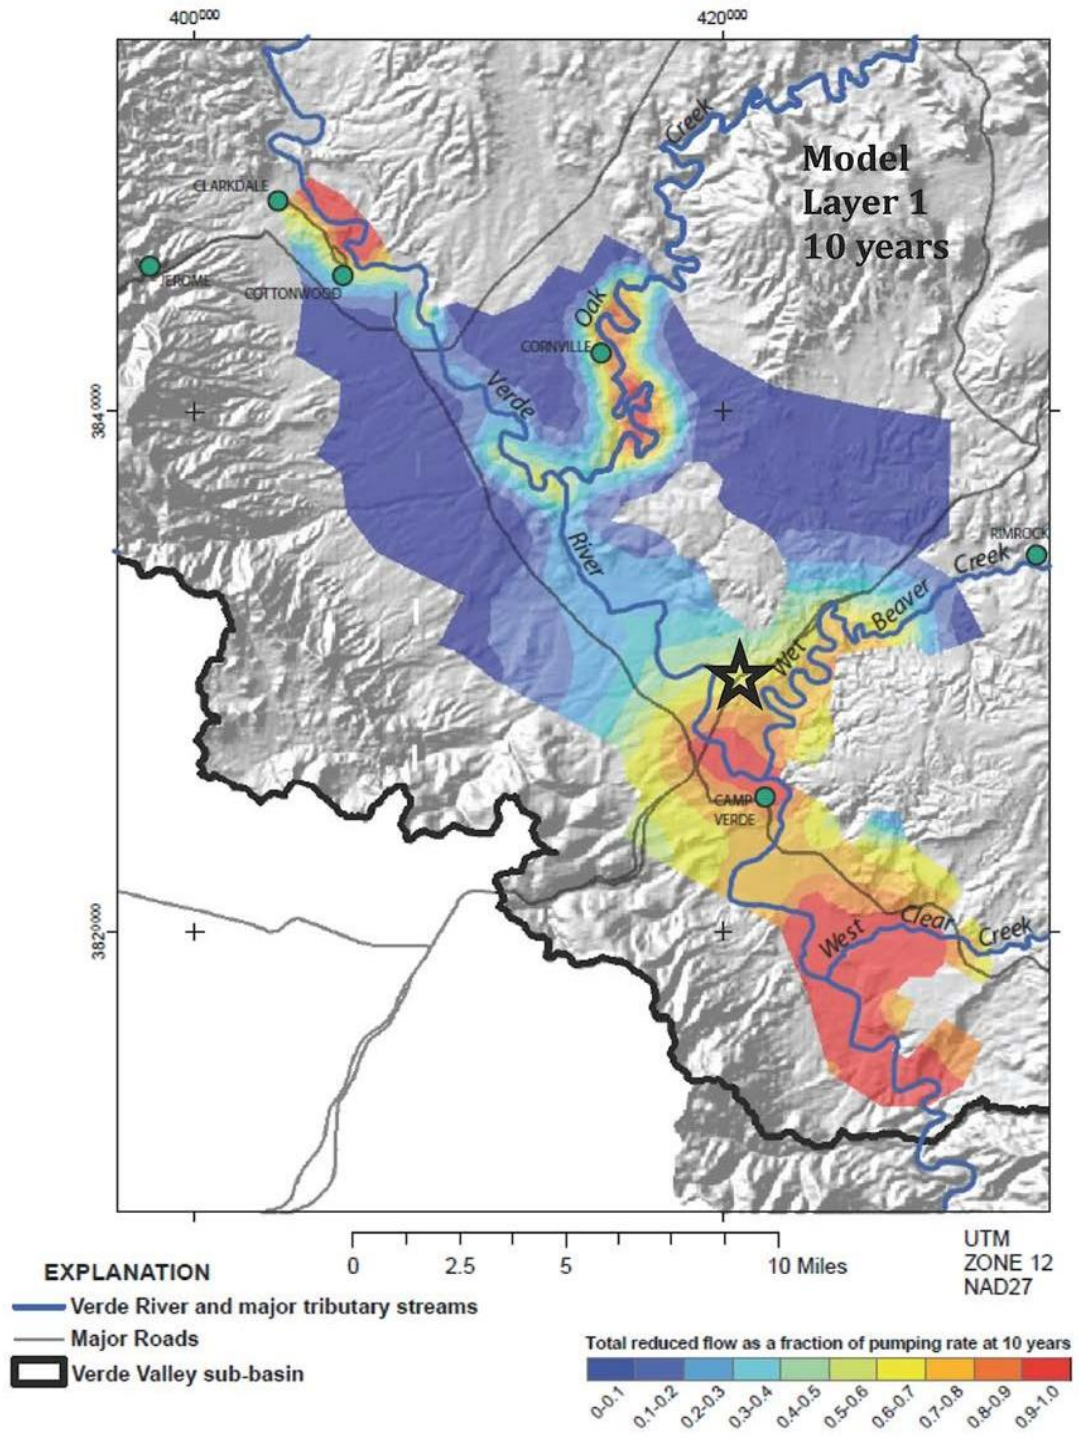 400000
420000
Creek
Model
Layer 1
10 years
CLARKDALE
JEROME
COTTONWOOD
Oak
CORNVILLE
Verde
3840000
River
RIMROCK
Creek
Beaver
Wet
CAMP
VERDE
3820000
West
Clear
Creek
0
2.5
5
10 Miles
UTM
ZONE 12
NAD27
EXPLANATION
Verde River and major tributary streams
Major Roads
Verde Valley sub-basin
Total reduced flow as a fraction of pumping rate at 10 years
0-0.1
0.1-0.2
0.2-0.3
0.3-0.4
0.4-0.5
0.5-0.6
0.6-0.7
0.7-0.8
0.8-0.9
0.9-1.0